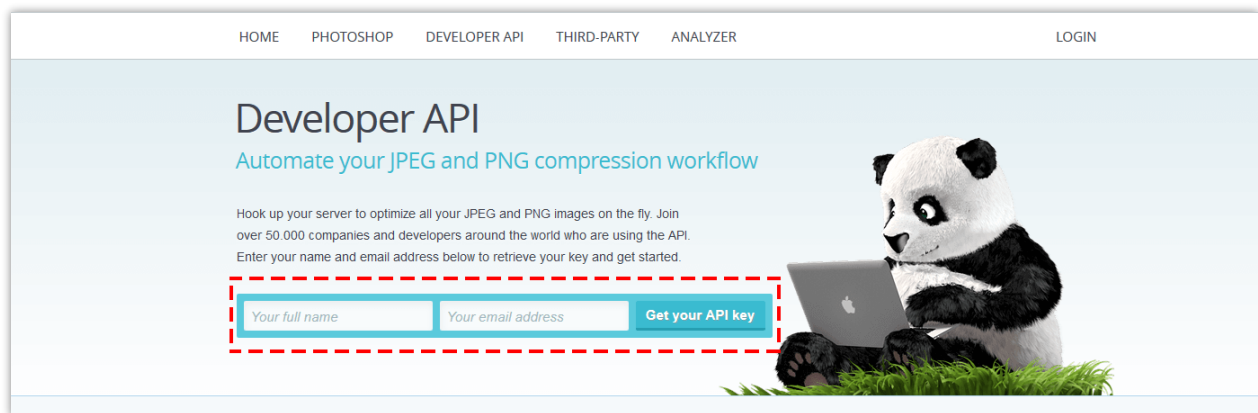 HOME PHOTOSHOP DEVELOPER API THIRD-PARTY ANALYZER LOGIN
Developer API
Automate your JPEG and PNG compression workflow
Hook up your server to optimize all your JPEG and PNG images on the fly. Join
over 50.000 companies and developers around the world who are using the API.
Enter your name and email address below to retrieve your key and get started.
Your full name Your email address Get your API key